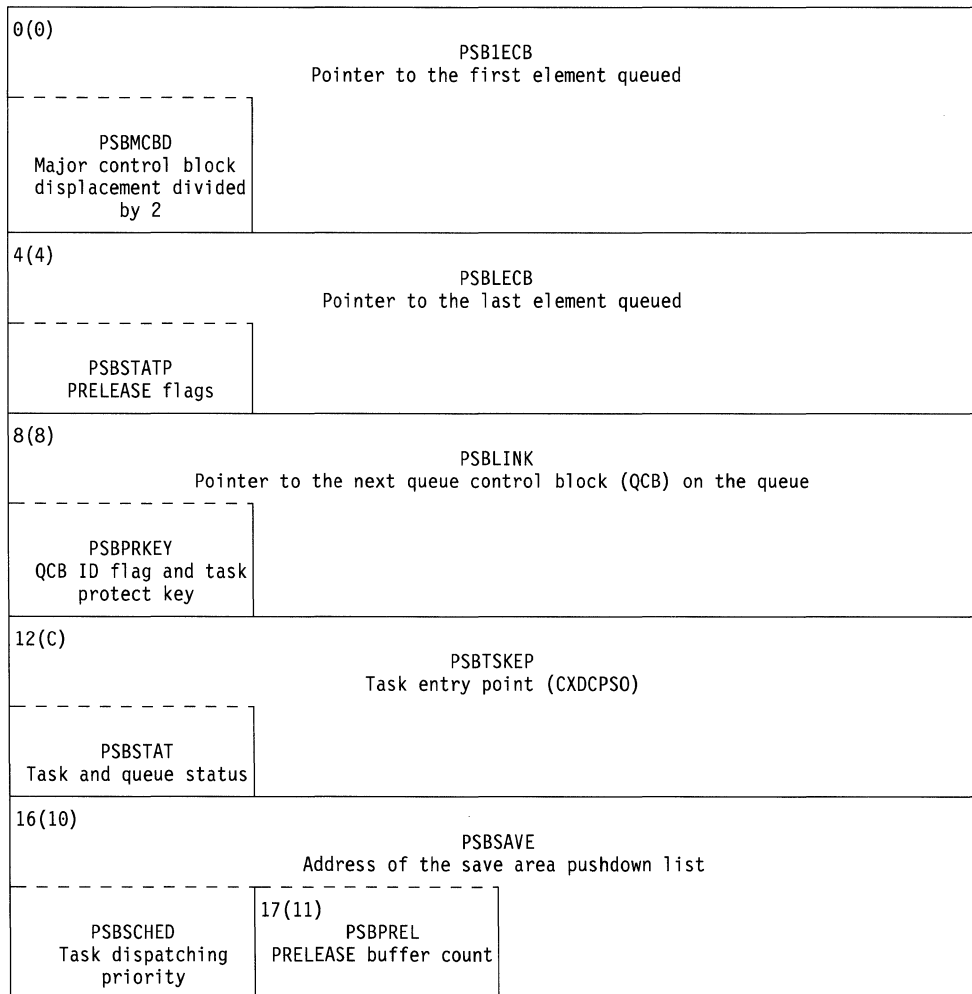 0(0)
PSB1ECB
Pointer to the first element queued
PSBMCBD
Major control block
displacement divided
by 2
4(4)
PSBLECB
Pointer to the last element queued
PSBSTATP
PRELEASE flags
8(8)
PSBLINK
Pointer to the next queue control block (QCB) on the queue
PSBPRKEY
QCB ID flag and task
protect key
12(C)
PSBTSKEP
Task entry point (CXDCPSO)
PSBSTAT
Task and queue status
16(10)
PSBSAVE
Address of the save area pushdown list
PSBSCHED
Task dispatching
priority
17(11)
PSBPREL
PRELEASE buffer count